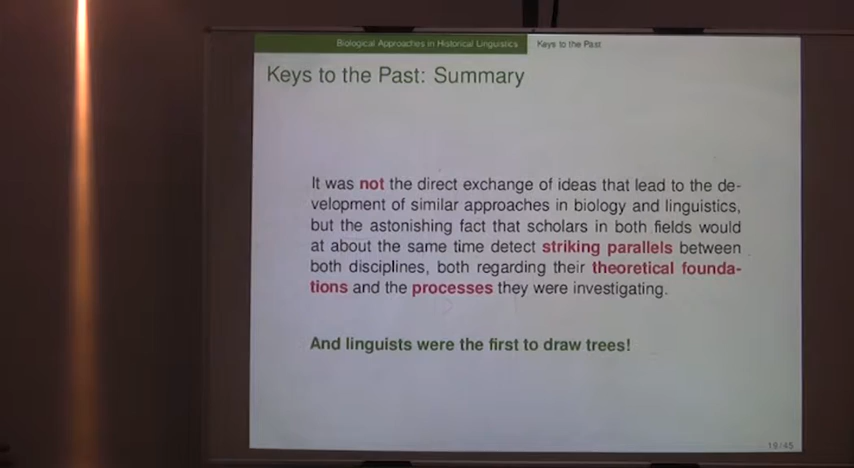 Biological Approaches in Historical Linguistics Keys to the Past
Keys to the Past: Summary
It was not the direct exchange of ideas that lead to the de-
velopment of similar approaches in biology and linguistics,
but the astonishing fact that scholars in both fields would
at about the same time detect striking parallels between
both disciplines, both regarding their theoretical founda-
tions and the processes they were investigating.
And linguists were the first to draw trees!
19/45